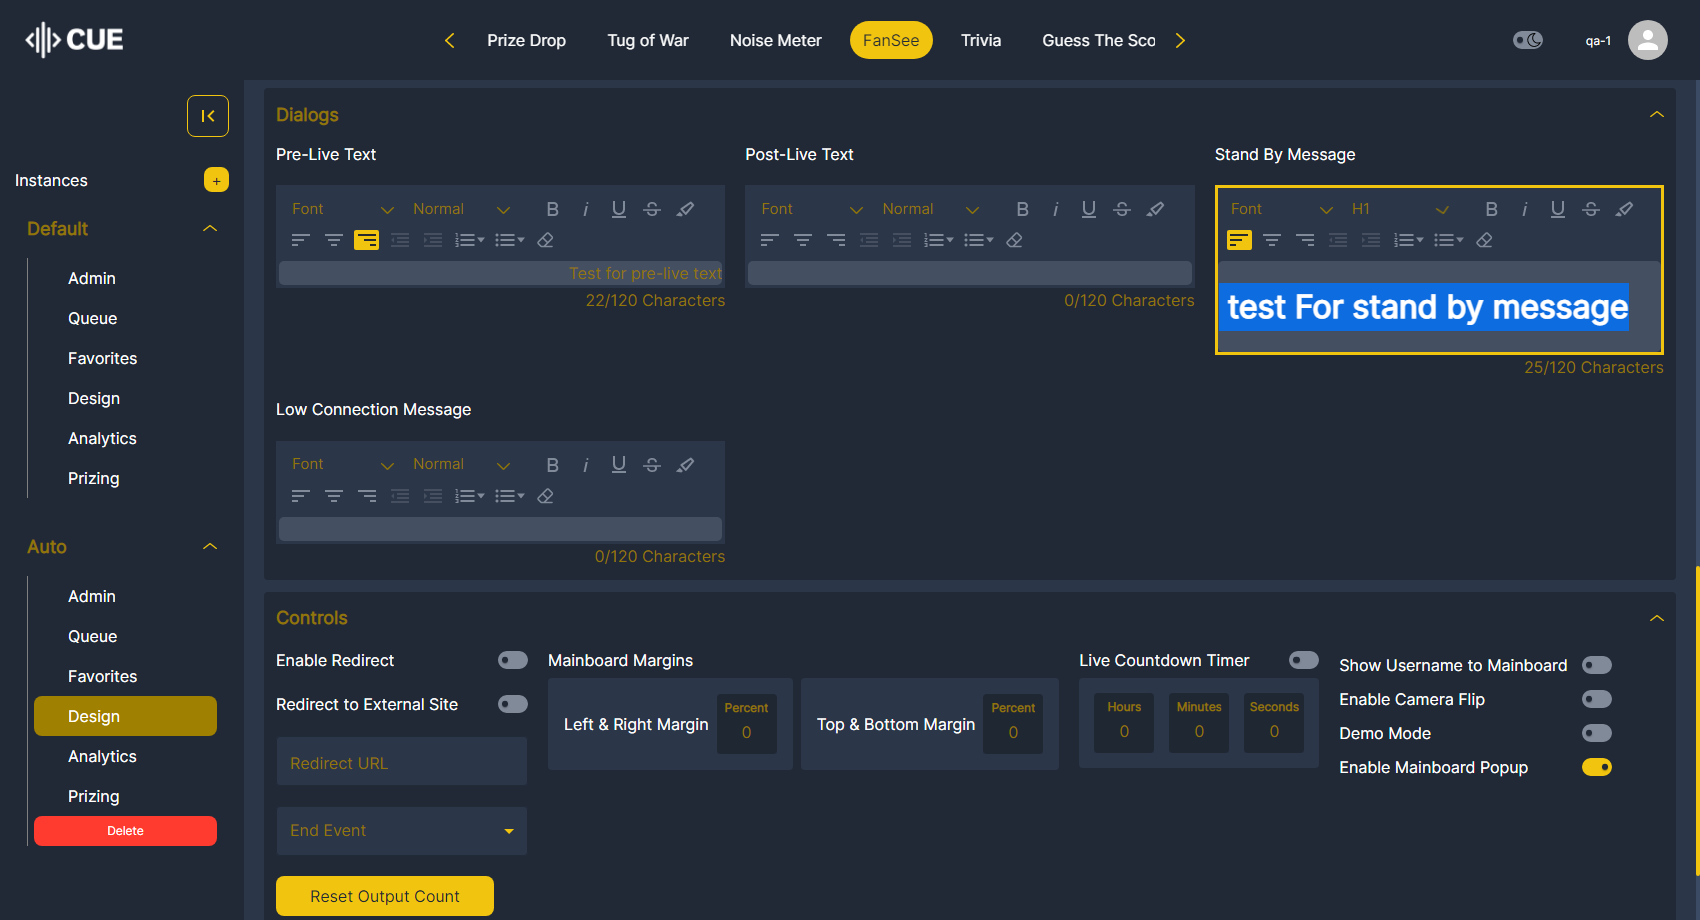 CUE
Prize Drop
Tug of War
Noise Meter
FanSee
Trivia
Guess The Sco
qa-1
Instances
+
Default
Admin
Queue
Favorites
Design
Analytics
Prizing
Auto
Admin
Queue
Favorites
Design
Analytics
Prizing
Delete
Dialogs
Pre-Live Text
Font
Normal
B i U S
Test for pre-live text
22/120 Characters
Post-Live Text
Font
Normal
B i U S
0/120 Characters
Stand By Message
Font
H1
B i U S
test For stand by message
25/120 Characters
Low Connection Message
Font
Normal
B i U S
0/120 Characters
Controls
Enable Redirect
Redirect to External Site
Redirect URL
End Event
Reset Output Count
Mainboard Margins
Left & Right Margin
Percent
0
Top & Bottom Margin
Percent
0
Live Countdown Timer
Hours
0
Minutes
0
Seconds
0
Show Username to Mainboard
Enable Camera Flip
Demo Mode
Enable Mainboard Popup